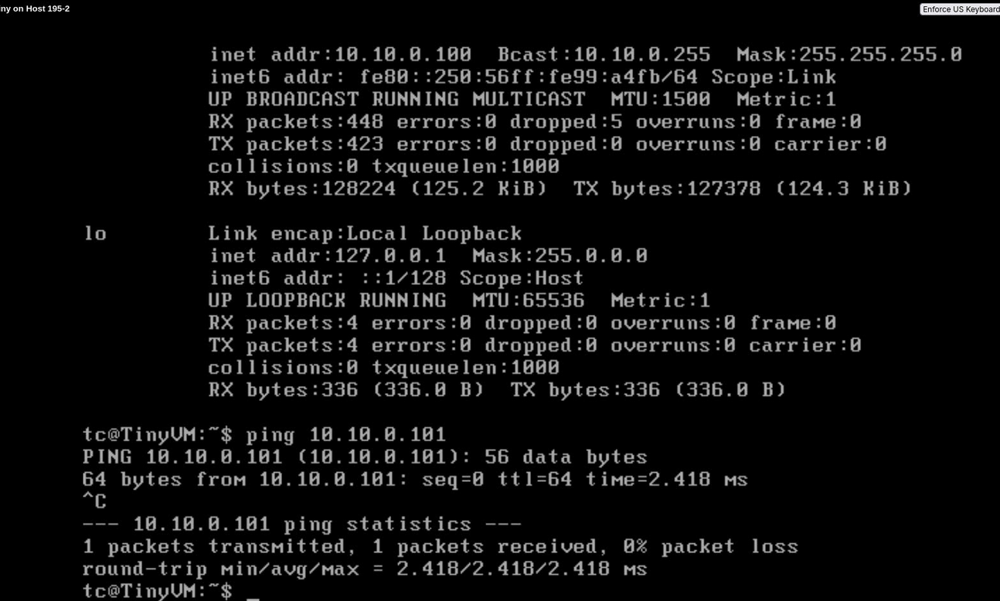 ny on Host 195-2
Enforce US Keyboard
inet addr:10.10.0.100  Bcast:10.10.0.255  Mask:255.255.255.0
inet6 addr: fe80::250:56ff:fe99:a4fb/64 Scope:Link
UP BROADCAST RUNNING MULTICAST  MTU:1500  Metric:1
RX packets:448 errors:0 dropped:5 overruns:0 frame:0
TX packets:423 errors:0 dropped:0 overruns:0 carrier:0
collisions:0 txqueuelen:1000
RX bytes:128224 (125.2 KiB)  TX bytes:127378 (124.3 KiB)
lo        Link encap:Local Loopback
inet addr:127.0.0.1  Mask:255.0.0.0
inet6 addr: ::1/128 Scope:Host
UP LOOPBACK RUNNING  MTU:65536  Metric:1
RX packets:4 errors:0 dropped:0 overruns:0 frame:0
TX packets:4 errors:0 dropped:0 overruns:0 carrier:0
collisions:0 txqueuelen:1000
RX bytes:336 (336.0 B)  TX bytes:336 (336.0 B)
tc@TinyVM:~$ ping 10.10.0.101
PING 10.10.0.101 (10.10.0.101): 56 data bytes
64 bytes from 10.10.0.101: seq=0 ttl=64 time=2.418 ms
^C
--- 10.10.0.101 ping statistics ---
1 packets transmitted, 1 packets received, 0% packet loss
round-trip min/avg/max = 2.418/2.418/2.418 ms
tc@TinyVM:~$ _